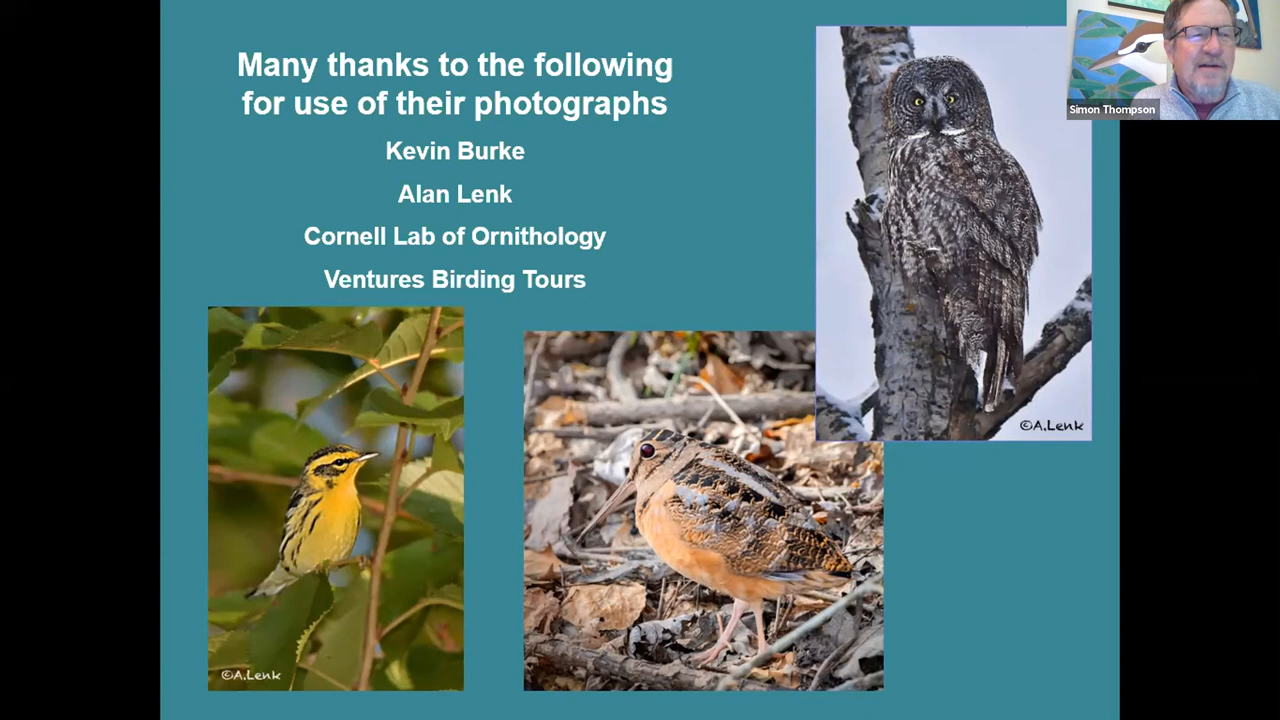 Many thanks to the following
for use of their photographs
Kevin Burke
Alan Lenk
Cornell Lab of Ornithology
Ventures Birding Tours
Simon Thompson
©A.Lenk
©A.Lenk